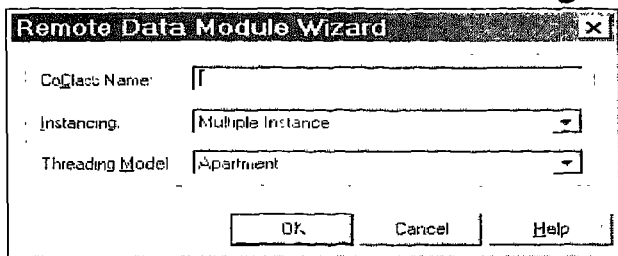 Remote Data Module Wizard
CoClass Name:
Instancing: Multiple Instance
Threading Model Apartment
OK Cancel Help